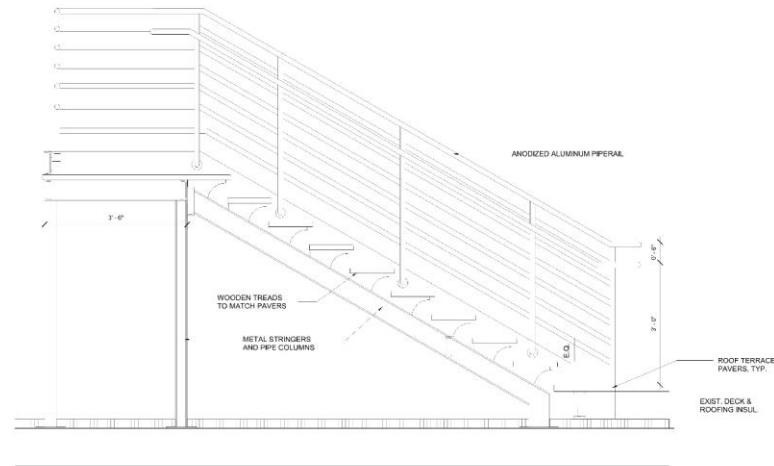 ANODIZED ALUMINUM PIPERAIL
3' - 6"
0' - 6"
WOODEN TREADS
TO MATCH PAVERS
3' - 0"
METAL STRINGERS
AND PIPE COLUMNS
E.Q.
ROOF TERRACE
PAVERS, TYP.
EXIST. DECK &
ROOFING INSUL.